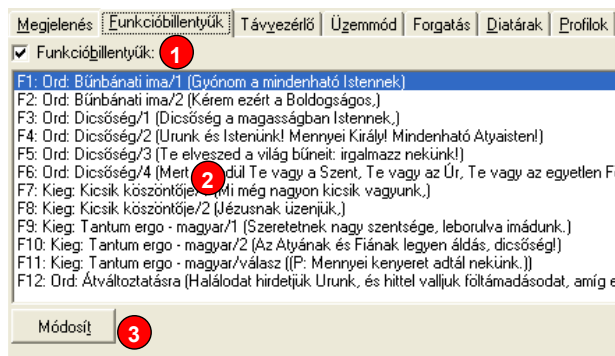 Megjelenés Funkcióbillentyűk Távvezérlő Üzemmód Forgatás Diatárak Profilok
Funkcióbillentyűk: 1
F1: Ord: Bűnbánati ima/1 (Gyónom a mindenható Istennek)
F2: Ord: Bűnbánati ima/2 (Kérem ezért a Boldogságos,)
F3: Ord: Dicsőség/1 (Dicsőség a magasságban Istennek,)
F4: Ord: Dicsőség/2 (Urunk és Istenünk! Mennyei Király! Mindenható Atyaisten!)
F5: Ord: Dicsőség/3 (Te elveszed a világ bűneit: irgalmazz nekünk!)
F6: Ord: Dicsőség/4 (Mert dül Te vagy a Szent, Te vagy az Úr, Te vagy az egyetlen F
2
F7: Kieg: Kicsik köszöntője/ (Mi még nagyon kicsik vagyunk,)
F8: Kieg: Kicsik köszöntője/2 (Jézusnak üzenjük,)
F9: Kieg: Tantum ergo - magyar/1 (Szeretetnek nagy szentsége, leborulva imádunk.)
F10: Kieg: Tantum ergo - magyar/2 (Az Atyának és Fiának legyen áldás, dicsőség!)
F11: Kieg: Tantum ergo - magyar/válasz ((P: Mennyei kenyeret adtál nekünk.))
F12: Ord: Átváltoztatásra (Halálodat hirdetjük Urunk, és hittel valljuk föltámadásodat, amíg e
Módosít 3